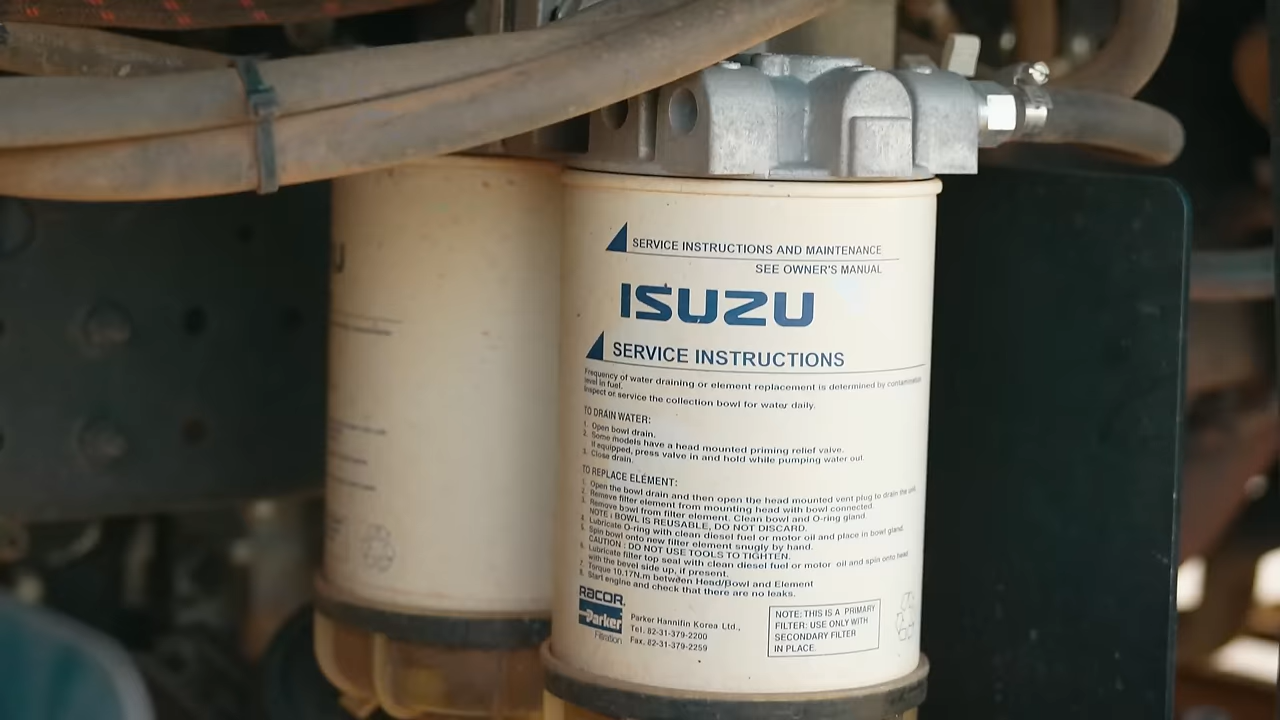 SERVICE INSTRUCTIONS AND MAINTENANCE
SEE OWNER'S MANUAL
ISUZU
SERVICE INSTRUCTIONS
Frequency of water draining or element replacement is determined by contamination
level in fuel.
Inspect or service the collection bowl for water daily.
TO DRAIN WATER:
1. Open bowl drain.
2. Some models have a head mounted priming relief valve,
if equipped, press valve in and hold while pumping water out.
3. Close drain.
TO REPLACE ELEMENT:
1. Open the bowl drain and then open the head mounted vent plug to drain the unit.
2. Remove filter element from mounting head with bowl connected.
3. Remove bowl from filter element. Clean bowl and O-ring gland.
NOTE : BOWL IS REUSABLE, DO NOT DISCARD.
4. Lubricate O-ring with clean diesel fuel or motor oil and place in bowl gland.
5. Spin bowl onto new filter element snugly by hand.
CAUTION : DO NOT USE TOOLS TO TIGHTEN.
6. Lubricate filter top seal with clean diesel fuel or motor oil and spin onto head
with the bevel side up, if present.
7. Torque 10.17N.m between Head/Bowl and Element
8. Start engine and check that there are no leaks.
RACOR
Parker
Filtration
Parker Hannifin Korea Ltd.,
Tel. 82-31-379-2200
Fax. 82-31-379-2259
NOTE: THIS IS A PRIMARY
FILTER: USE ONLY WITH
SECONDARY FILTER
IN PLACE.
U